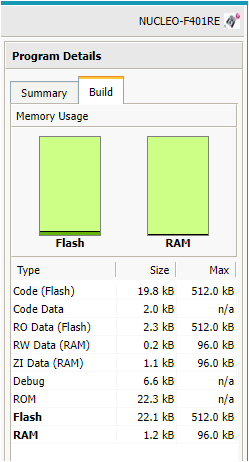 NUCLEO-F401RE
Program Details
Summary Build
Memory Usage
Flash RAM
Type Size Max
Code (Flash) 19.8 kB 512.0 kB
Code Data 2.0 kB n/a
RO Data (Flash) 2.3 kB 512.0 kB
RW Data (RAM) 0.2 kB 96.0 kB
ZI Data (RAM) 1.1 kB 96.0 kB
Debug 6.6 kB n/a
ROM 22.3 kB n/a
Flash 22.1 kB 512.0 kB
RAM 1.2 kB 96.0 kB